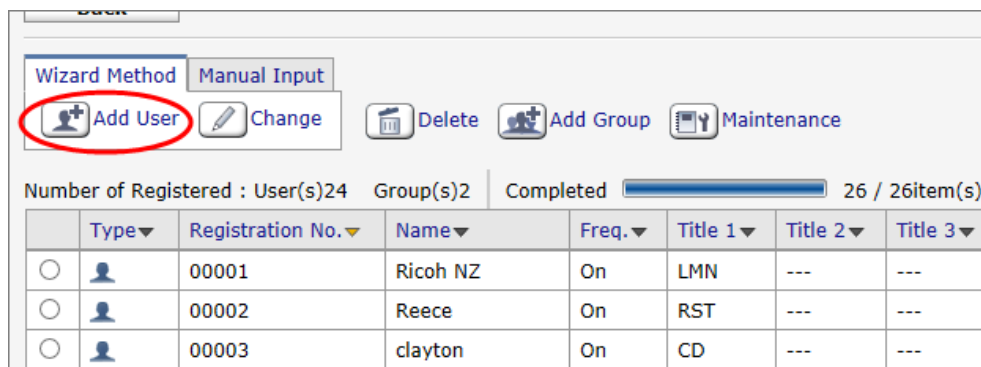 Back
Wizard Method Manual Input
Add User Change Delete Add Group Maintenance
Number of Registered : User(s)24 Group(s)2 Completed 26 / 26item(s)
Type Registration No. Name Freq. Title 1 Title 2 Title 3
00001 Ricoh NZ On LMN --- ---
00002 Reece On RST --- ---
00003 clayton On CD --- ---